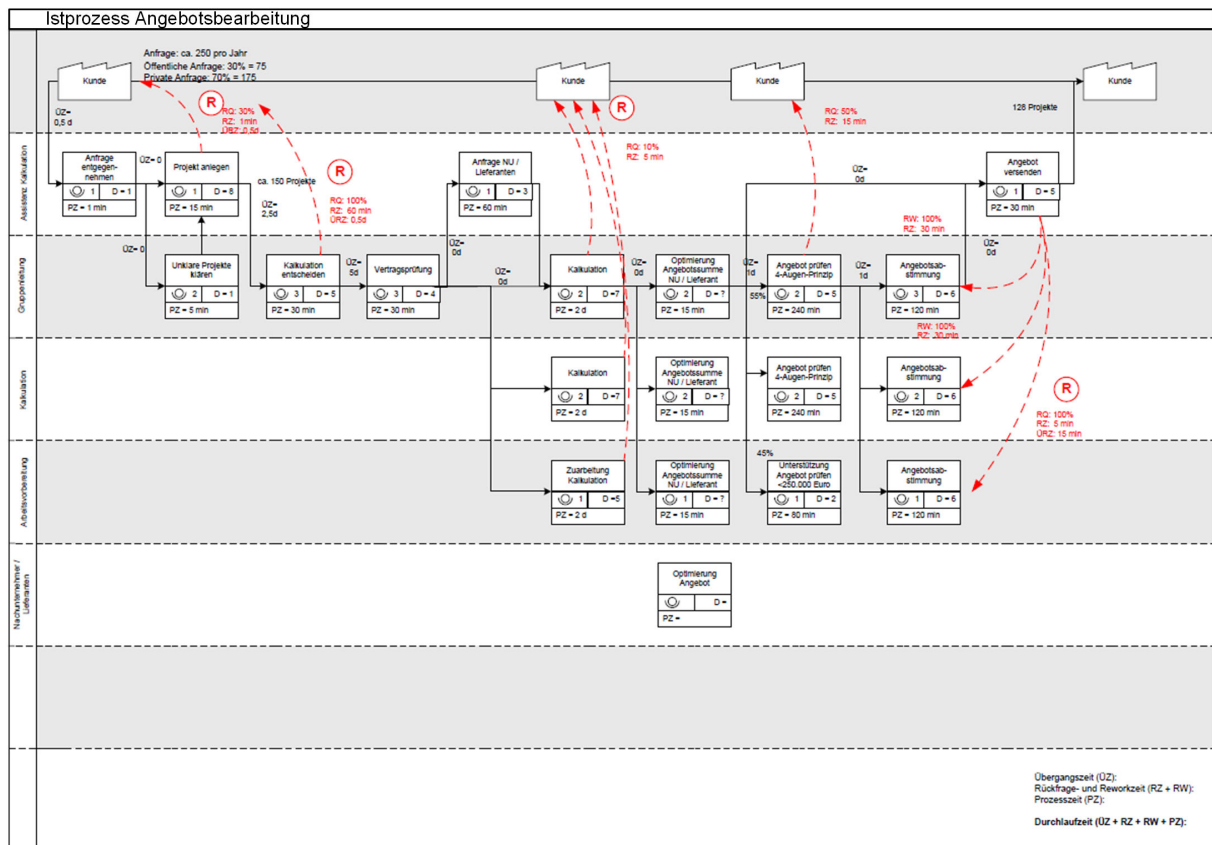 Istprozess Angebotsbearbeitung
Anfrage: ca. 250 pro Jahr
Öffentliche Anfrage: 30% = 75
Private Anfrage: 70% = 175
Kunde
Kunde
Kunde
Kunde
R
RQ: 30%
RZ: 1min
ÜRZ: 0,5d
R
RQ: 10%
RZ: 5 min
RQ: 50%
RZ: 15 min
128 Projekte
ÜZ=
0,5 d
Assistenz Kalkulation
Anfrage
entgegen-
nehmen
1 D = 1
PZ = 1 min
ÜZ= 0
Projekt anlegen
1 D = 8
PZ = 15 min
ca. 150 Projekte
ÜZ=
2,5d
R
RQ: 100%
RZ: 60 min
ÜRZ: 0,5d
Anfrage NU /
Lieferanten
1 D = 3
PZ = 60 min
ÜZ=
0d
Angebot
versenden
1 D = 5
PZ = 30 min
RW: 100%
RZ: 30 min
Gruppenleitung
ÜZ= 0
Unklare Projekte
klären
2 D = 1
PZ = 5 min
Kalkulation
entscheiden
3 D = 5
PZ = 30 min
ÜZ=
5d
Vertragsprüfung
3 D = 4
PZ = 30 min
ÜZ=
0d
ÜZ=
0d
Kalkulation
2 D =7
PZ = 2 d
ÜZ=
0d
Optimierung
Angebotssumme
NU / Lieferant
2 D = ?
PZ = 15 min
ÜZ=
1d
55%
Angebot prüfen
4-Augen-Prinzip
2 D = 5
PZ = 240 min
ÜZ=
1d
Angebotsab-
stimmung
3 D = 6
PZ = 120 min
ÜZ=
0d
RW: 100%
RZ: 30 min
Kalkulation
Kalkulation
2 D =7
PZ = 2 d
Optimierung
Angebotssumme
NU / Lieferant
2 D = ?
PZ = 15 min
Angebot prüfen
4-Augen-Prinzip
2 D = 5
PZ = 240 min
Angebotsab-
stimmung
2 D = 6
PZ = 120 min
R
RQ: 100%
RZ: 5 min
ÜRZ: 15 min
Arbeitsvorbereitung
Zuarbeitung
Kalkulation
1 D =5
PZ = 2 d
Optimierung
Angebotssumme
NU / Lieferant
1 D = ?
PZ = 15 min
45%
Unterstützung
Angebot prüfen
<250.000 Euro
1 D = 2
PZ = 80 min
Angebotsab-
stimmung
1 D = 6
PZ = 120 min
Nachunternehmer /
Lieferanten
Optimierung
Angebot
D =
PZ =
Übergangszeit (ÜZ):
Rückfrage- und Reworkzeit (RZ + RW):
Prozesszeit (PZ):
Durchlaufzeit (ÜZ + RZ + RW + PZ):